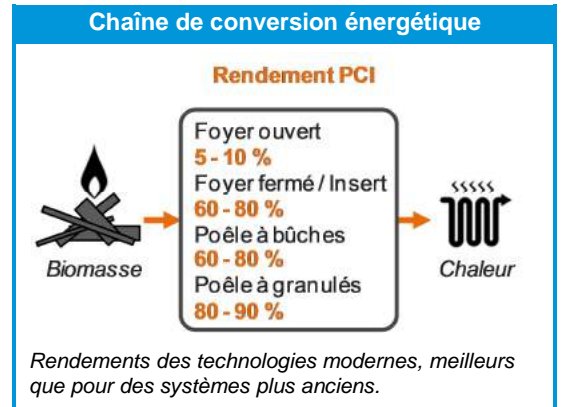 Chaîne de conversion énergétique
Rendement PCI
Foyer ouvert
5 - 10 %
Foyer fermé / Insert
60 - 80 %
Poêle à bûches
60 - 80 %
Poêle à granulés
80 - 90 %
Biomasse
Chaleur
Rendements des technologies modernes, meilleurs
que pour des systèmes plus anciens.